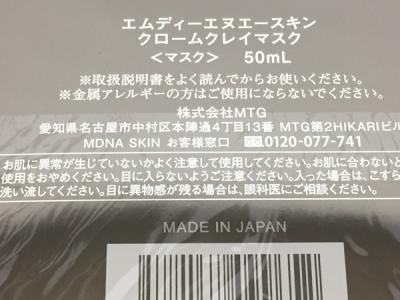 エムディーエヌエースキン
クロームクレイマスク
＜マスク＞ 50mL
※取扱説明書をよく読んでからお使いください。
※金属アレルギーの方はご使用にならないでください。
株式会社MTG
愛知県名古屋市中村区本陣通4丁目13番 MTG第2HIKARIビル
MDNA SKIN お客様窓口 0120-077-741
お肌に異常が生じていないかよく注意して使用してください。お肌に合わないと
使用をおやめください。目に入らないようご注意ください。入った場合は、こすら
洗い流してください。目に異物感が残る場合は、眼科医にご相談ください。
MADE IN JAPAN